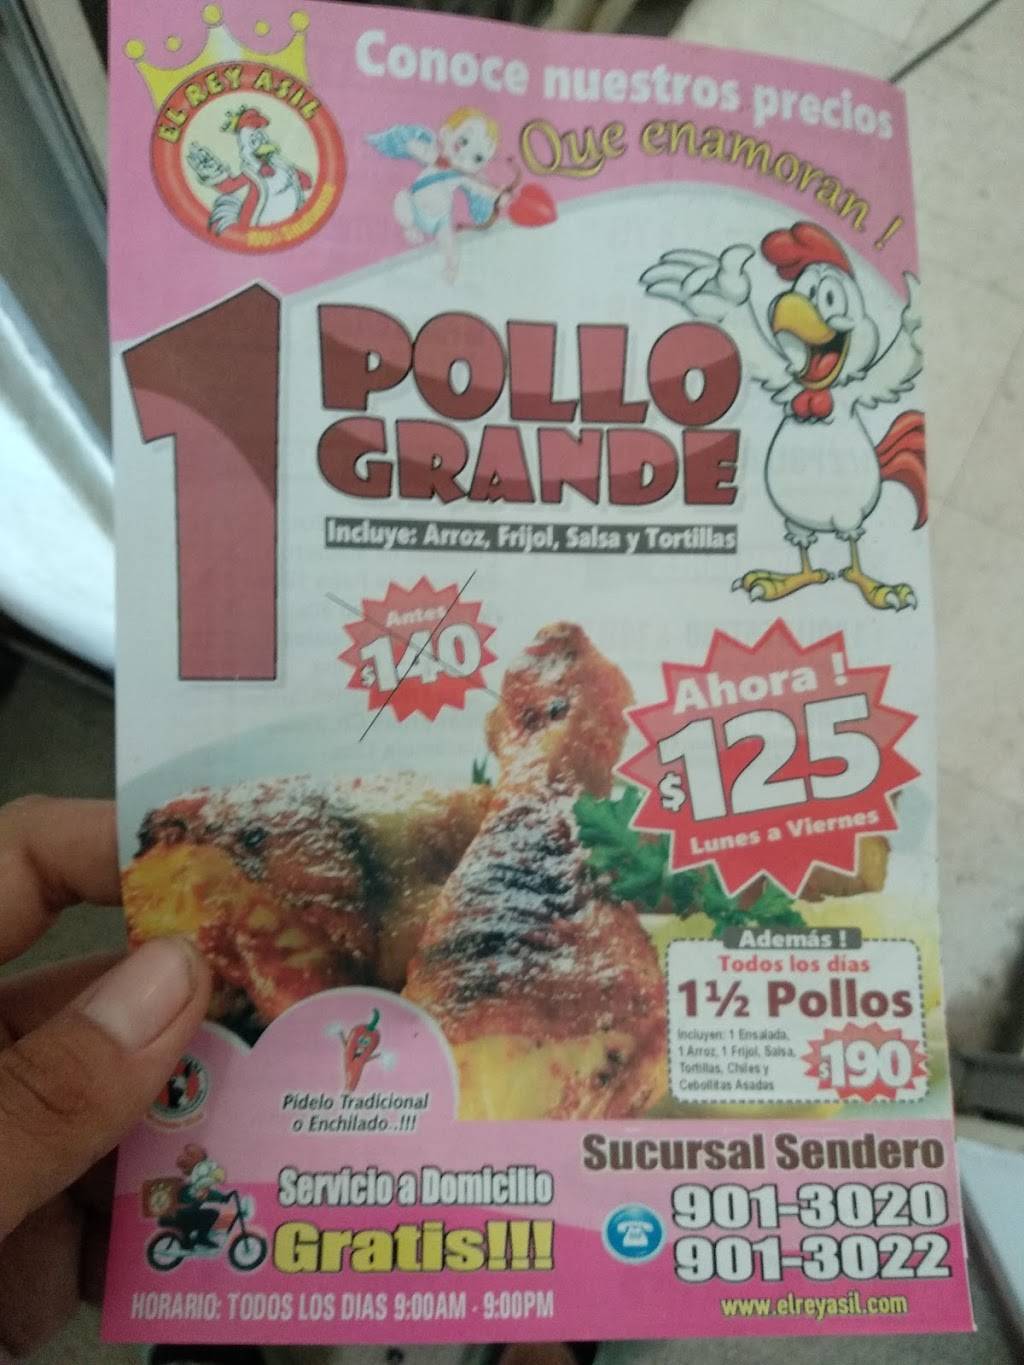 EL REY ASIL
Conoce nuestros precios
Que enamoran !
1 POLLO
GRANDE
Incluye: Arroz, Frijol, Salsa y Tortillas
Antes
$140
Ahora !
$125
Lunes a Viernes
Además !
Todos los días
1½ Pollos
Incluyen: 1 Ensalada,
1 Arroz, 1 Frijol, Salsa,
Tortillas, Chiles y
Cebollitas Asadas
$190
Pidelo Tradicional
o Enchilado..!!!
Servicio a Domicilio
Gratis!!!
HORARIO: TODOS LOS DIAS 9:00AM - 9:00PM
Sucursal Sendero
901-3020
901-3022
www.elreyasil.com